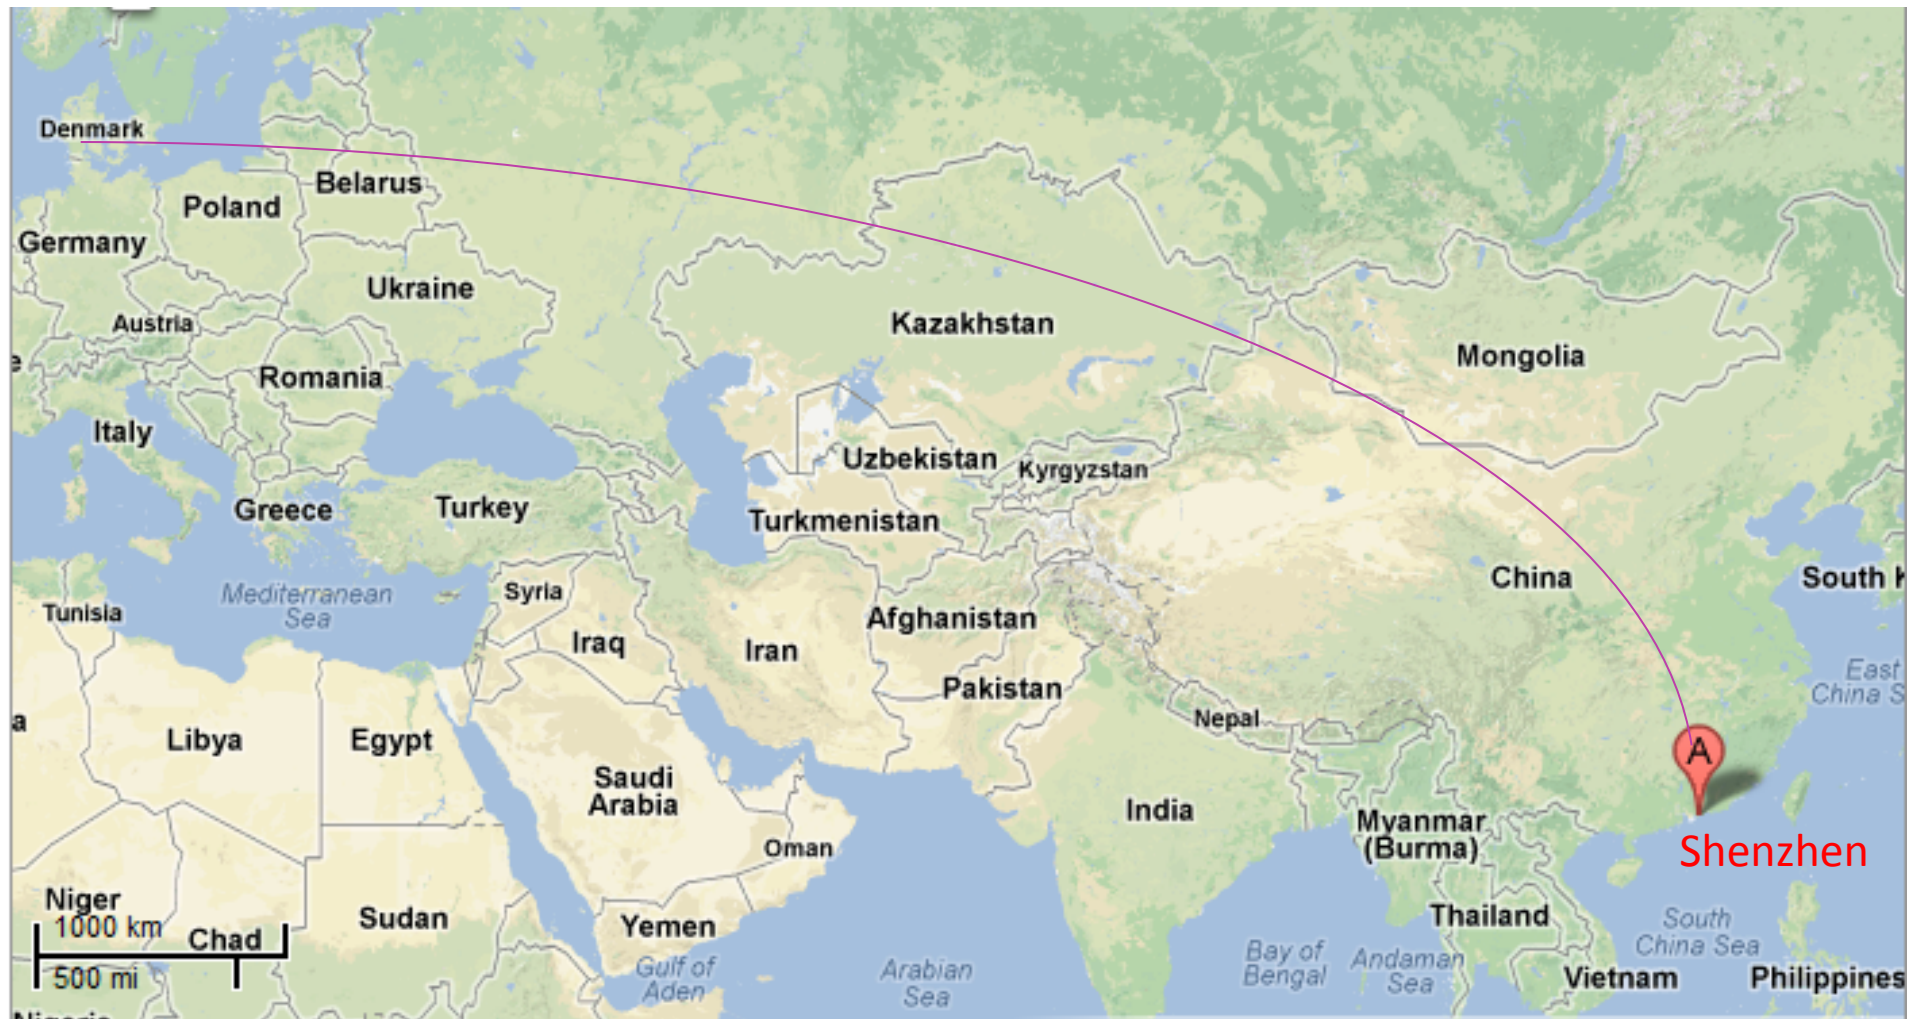 Denmark
Belarus
Poland
Germany
Ukraine
Austria
Kazakhstan
Mongolia
e
Romania
Italy
Uzbekistan
Kyrgyzstan
Greece
Turkey
Turkmenistan
China
South K
Mediterranean
Sea
Syria
Tunisia
Afghanistan
Iraq
Iran
East
China S
Pakistan
Nepal
a
Libya
Egypt
A
Saudi
Arabia
India
Myanmar
(Burma)
Oman
Shenzhen
Niger
1000 km
Chad
500 mi
Sudan
Yemen
Thailand
South
China Sea
Gulf of
Aden
Arabian
Sea
Bay of
Bengal
Andaman
Sea
Vietnam
Philippines
Nigeria